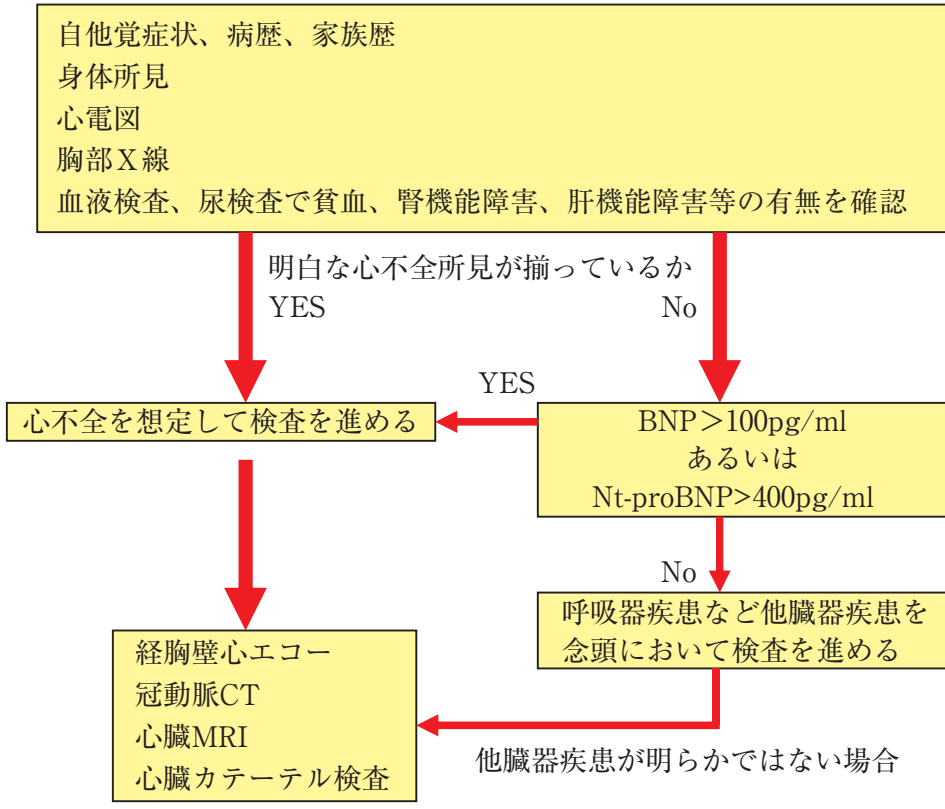 自他覚症状、病歴、家族歴
身体所見
心電図
胸部X線
血液検査、尿検査で貧血、腎機能障害、肝機能障害等の有無を確認
明白な心不全所見が揃っているか
YES
No
YES
心不全を想定して検査を進める
BNP>100pg/ml
あるいは
Nt-proBNP>400pg/ml
No
呼吸器疾患など他臓器疾患を
念頭において検査を進める
経胸壁心エコー
冠動脈CT
心臓MRI
心臓カテーテル検査
他臓器疾患が明らかではない場合